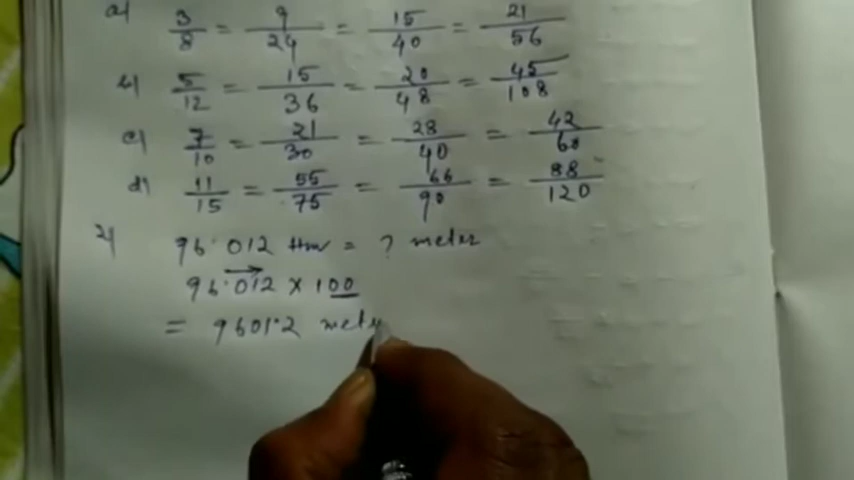 a) 3/8 = 9/24 = 15/40 = 21/56
b) 5/12 = 15/36 = 20/48 = 45/108
c) 7/10 = 21/30 = 28/40 = 42/60
d) 11/15 = 55/75 = 66/90 = 88/120
2) 96.012 Hm = ? meter
96.012 × 100
= 9601.2 mete